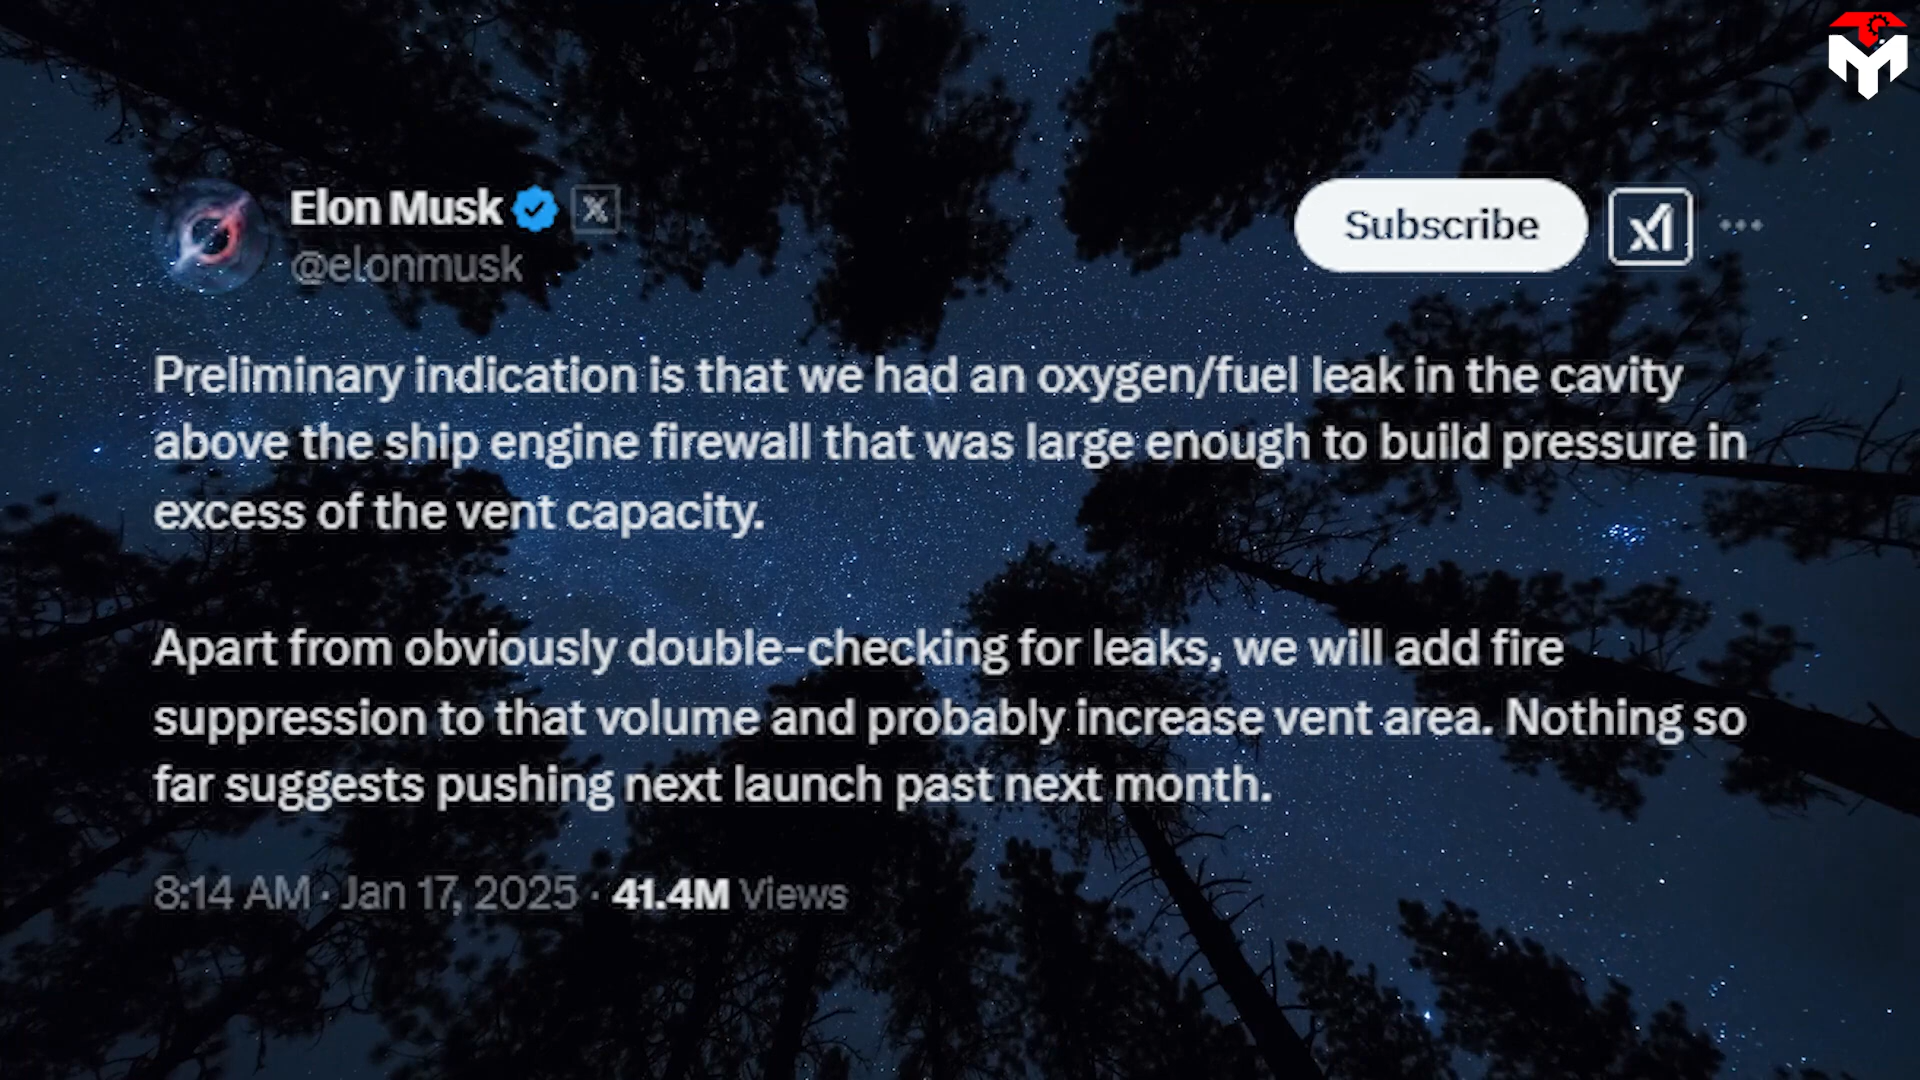 Elon Musk
@elonmusk
Subscribe
Preliminary indication is that we had an oxygen/fuel leak in the cavity
above the ship engine firewall that was large enough to build pressure in
excess of the vent capacity.
Apart from obviously double-checking for leaks, we will add fire
suppression to that volume and probably increase vent area. Nothing so
far suggests pushing next launch past next month.
8:14 AM · Jan 17, 2025 · 41.4M Views